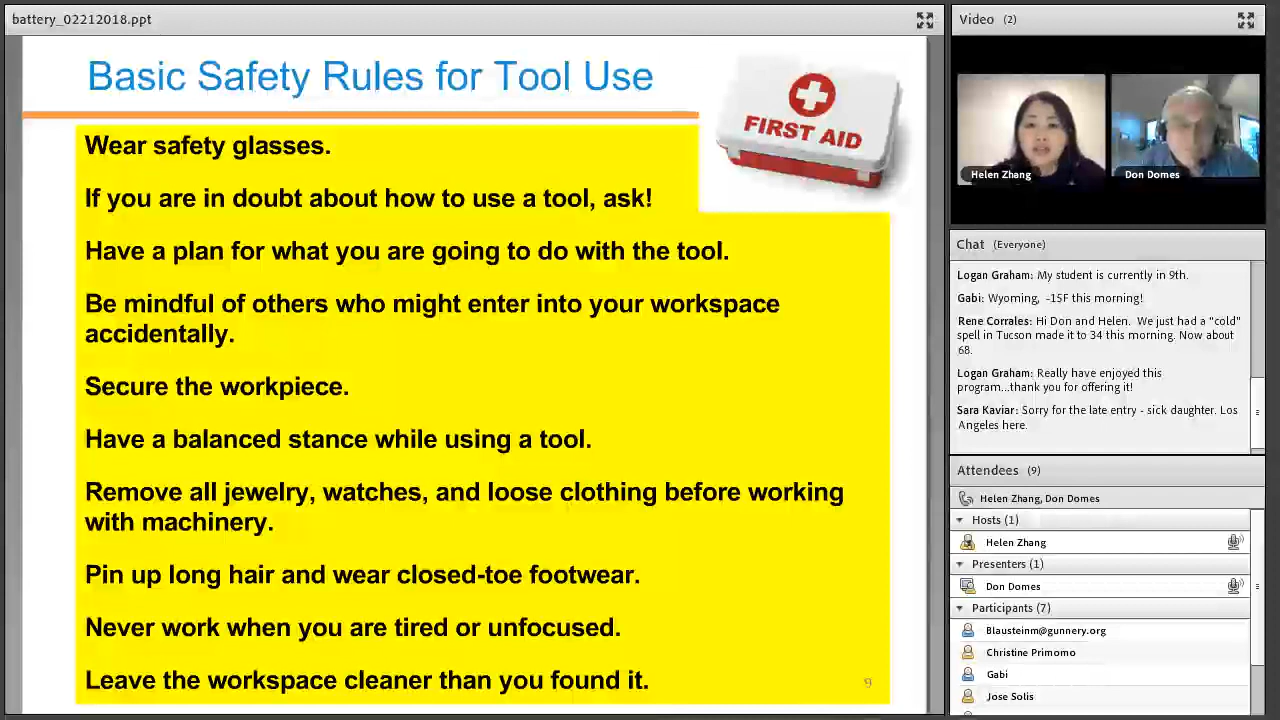 battery_02212018.ppt
Basic Safety Rules for Tool Use
FIRST AID
Wear safety glasses.
If you are in doubt about how to use a tool, ask!
Have a plan for what you are going to do with the tool.
Be mindful of others who might enter into your workspace
accidentally.
Secure the workpiece.
Have a balanced stance while using a tool.
Remove all jewelry, watches, and loose clothing before working
with machinery.
Pin up long hair and wear closed-toe footwear.
Never work when you are tired or unfocused.
Leave the workspace cleaner than you found it.
9
Video (2)
Helen Zhang
Don Domes
Chat (Everyone)
Logan Graham: My student is currently in 9th.
Gabi: Wyoming, -15F this morning!
Rene Corrales: Hi Don and Helen. We just had a "cold"
spell in Tucson made it to 34 this morning. Now about
68.
Logan Graham: Really have enjoyed this
program...thank you for offering it!
Sara Kaviar: Sorry for the late entry - sick daughter. Los
Angeles here.
Attendees (9)
Helen Zhang, Don Domes
Hosts (1)
Helen Zhang
Presenters (1)
Don Domes
Participants (7)
Blausteinm@gunnery.org
Christine Primomo
Gabi
Jose Solis